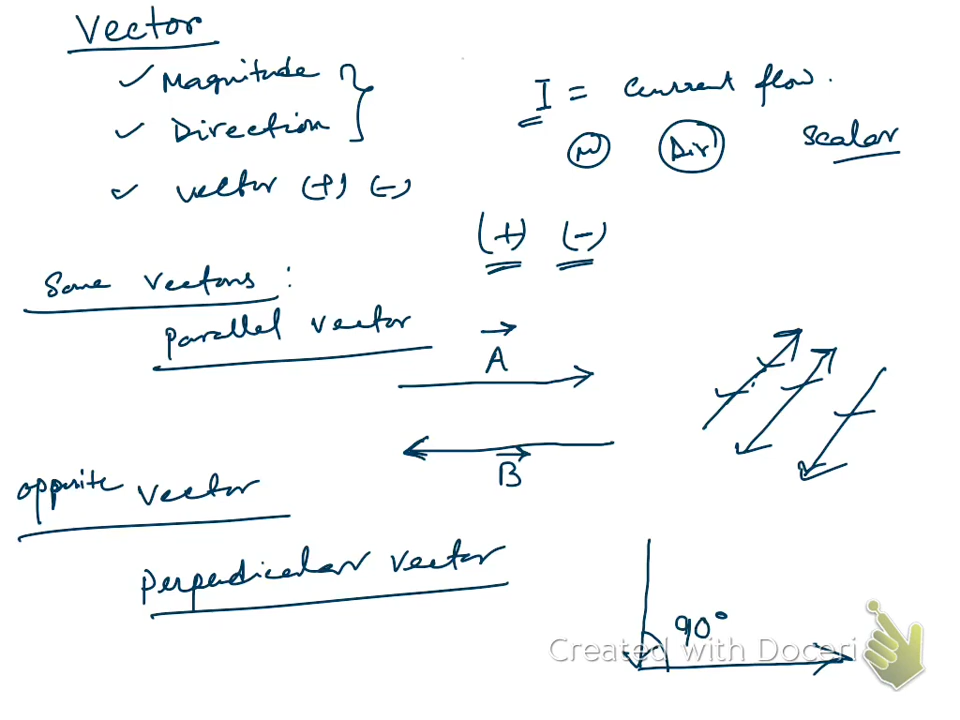 Vector
✓ Magnitude
✓ Direction
✓ vector (+) (-)
I = Current flow.
M Dirⁿ scalar
(+) (-)
Same vectors :
parallel vector
A
B
opposite vector
perpendicular vector
90°
Created with Doceri